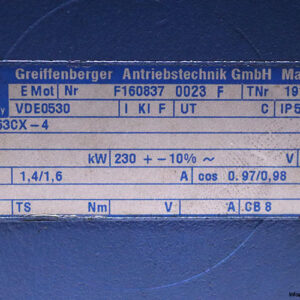 Greiffenberger Antriebstechnik GmbH Ma
E Mot Nr F160837 0023 F TNr 19
y VDE0530 I Kl F UT C IP5
63CX-4
kW 230 + -10% ~ V
1,4/1,6 A cos 0.97/0,98
TS Nm V A CB 8